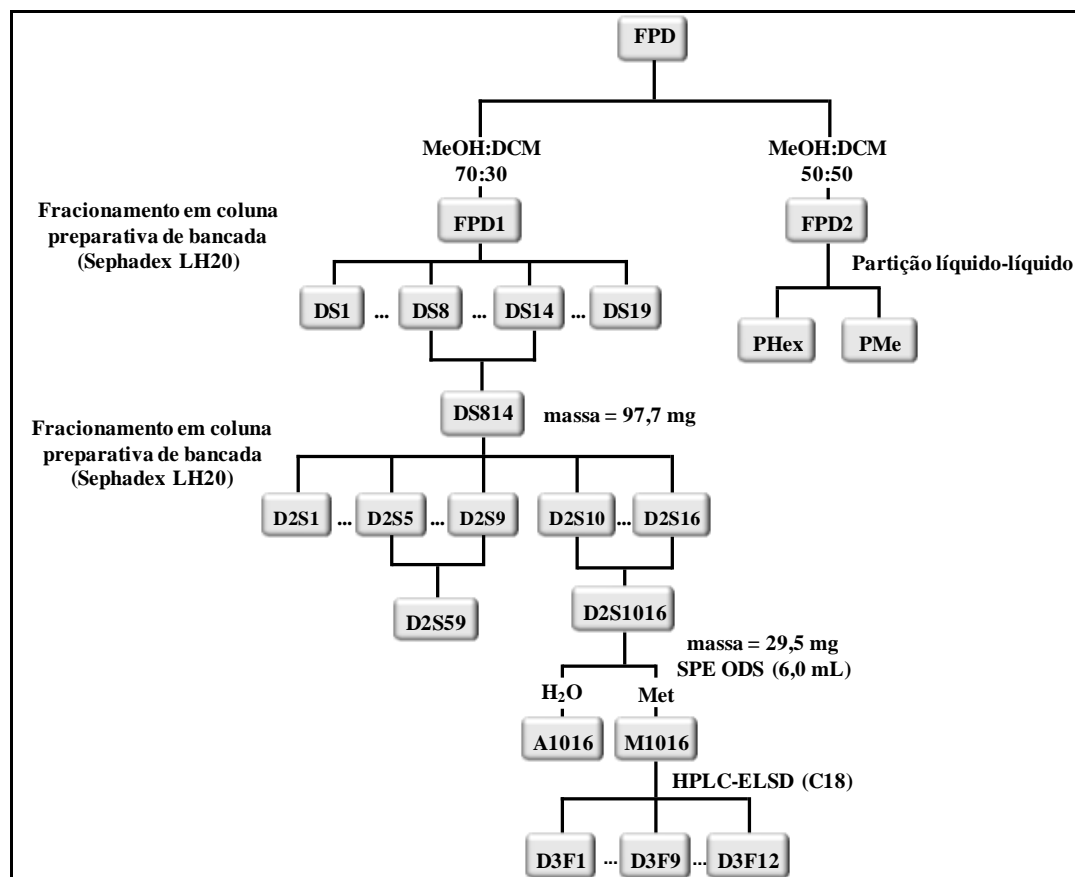 FPD
MeOH:DCM
70:30
MeOH:DCM
50:50
Fracionamento em coluna
preparativa de bancada
(Sephadex LH20)
FPD1
FPD2
Partição líquido-líquido
DS1 ... DS8 ... DS14 ... DS19
PHex PMe
DS814 massa = 97,7 mg
Fracionamento em coluna
preparativa de bancada
(Sephadex LH20)
D2S1 ... D2S5 ... D2S9 D2S10 ... D2S16
D2S59
D2S1016
massa = 29,5 mg
SPE ODS (6,0 mL)
H₂O Met
A1016 M1016
HPLC-ELSD (C18)
D3F1 ... D3F9 ... D3F12